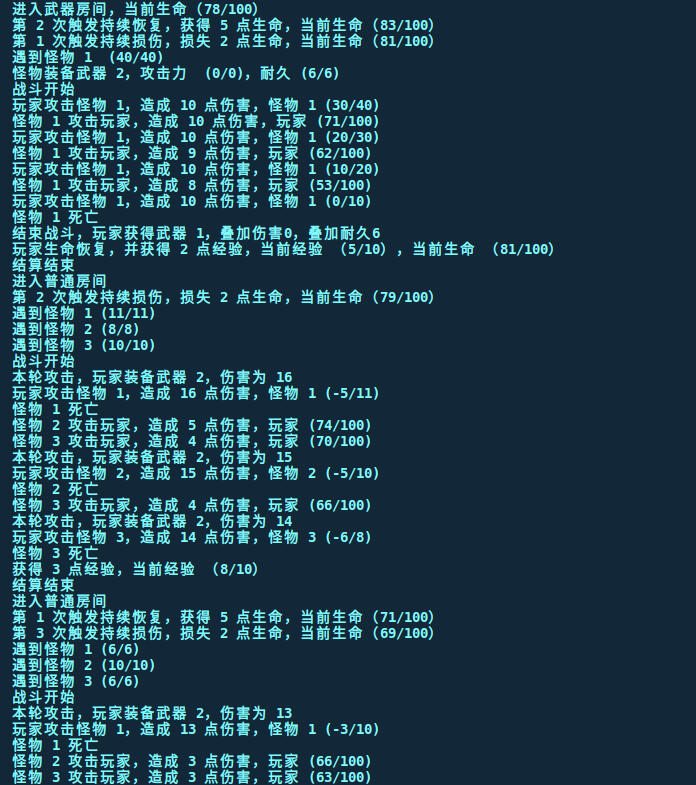 进入武器房间，当前生命（78/100）
第 2 次触发持续恢复，获得 5 点生命，当前生命（83/100）
第 1 次触发持续损伤，损失 2 点生命，当前生命（81/100）
遇到怪物 1 （40/40)
怪物装备武器 2，攻击力 （0/0)，耐久 (6/6)
战斗开始
玩家攻击怪物 1，造成 10 点伤害，怪物 1 (30/40)
怪物 1 攻击玩家，造成 10 点伤害，玩家 (71/100)
玩家攻击怪物 1，造成 10 点伤害，怪物 1 (20/30)
怪物 1 攻击玩家，造成 9 点伤害，玩家 (62/100)
玩家攻击怪物 1，造成 10 点伤害，怪物 1 (10/20)
怪物 1 攻击玩家，造成 8 点伤害，玩家 (53/100)
玩家攻击怪物 1，造成 10 点伤害，怪物 1 (0/10)
怪物 1 死亡
结束战斗，玩家获得武器 1，叠加伤害0，叠加耐久6
玩家生命恢复，并获得 2 点经验，当前经验 （5/10），当前生命 （81/100）
结算结束
进入普通房间
第 2 次触发持续损伤，损失 2 点生命，当前生命（79/100）
遇到怪物 1 (11/11)
遇到怪物 2 (8/8)
遇到怪物 3 (10/10)
战斗开始
本轮攻击，玩家装备武器 2，伤害为 16
玩家攻击怪物 1，造成 16 点伤害，怪物 1 (-5/11)
怪物 1 死亡
怪物 2 攻击玩家，造成 5 点伤害，玩家 (74/100)
怪物 3 攻击玩家，造成 4 点伤害，玩家 (70/100)
本轮攻击，玩家装备武器 2，伤害为 15
玩家攻击怪物 2，造成 15 点伤害，怪物 2 (-5/10)
怪物 2 死亡
怪物 3 攻击玩家，造成 4 点伤害，玩家 (66/100)
本轮攻击，玩家装备武器 2，伤害为 14
玩家攻击怪物 3，造成 14 点伤害，怪物 3 (-6/8)
怪物 3 死亡
获得 3 点经验，当前经验 （8/10）
结算结束
进入普通房间
第 1 次触发持续恢复，获得 5 点生命，当前生命（71/100）
第 3 次触发持续损伤，损失 2 点生命，当前生命（69/100）
遇到怪物 1 (6/6)
遇到怪物 2 (10/10)
遇到怪物 3 (6/6)
战斗开始
本轮攻击，玩家装备武器 2，伤害为 13
玩家攻击怪物 1，造成 13 点伤害，怪物 1 (-3/10)
怪物 1 死亡
怪物 2 攻击玩家，造成 3 点伤害，玩家 (66/100)
怪物 3 攻击玩家，造成 3 点伤害，玩家 (63/100)